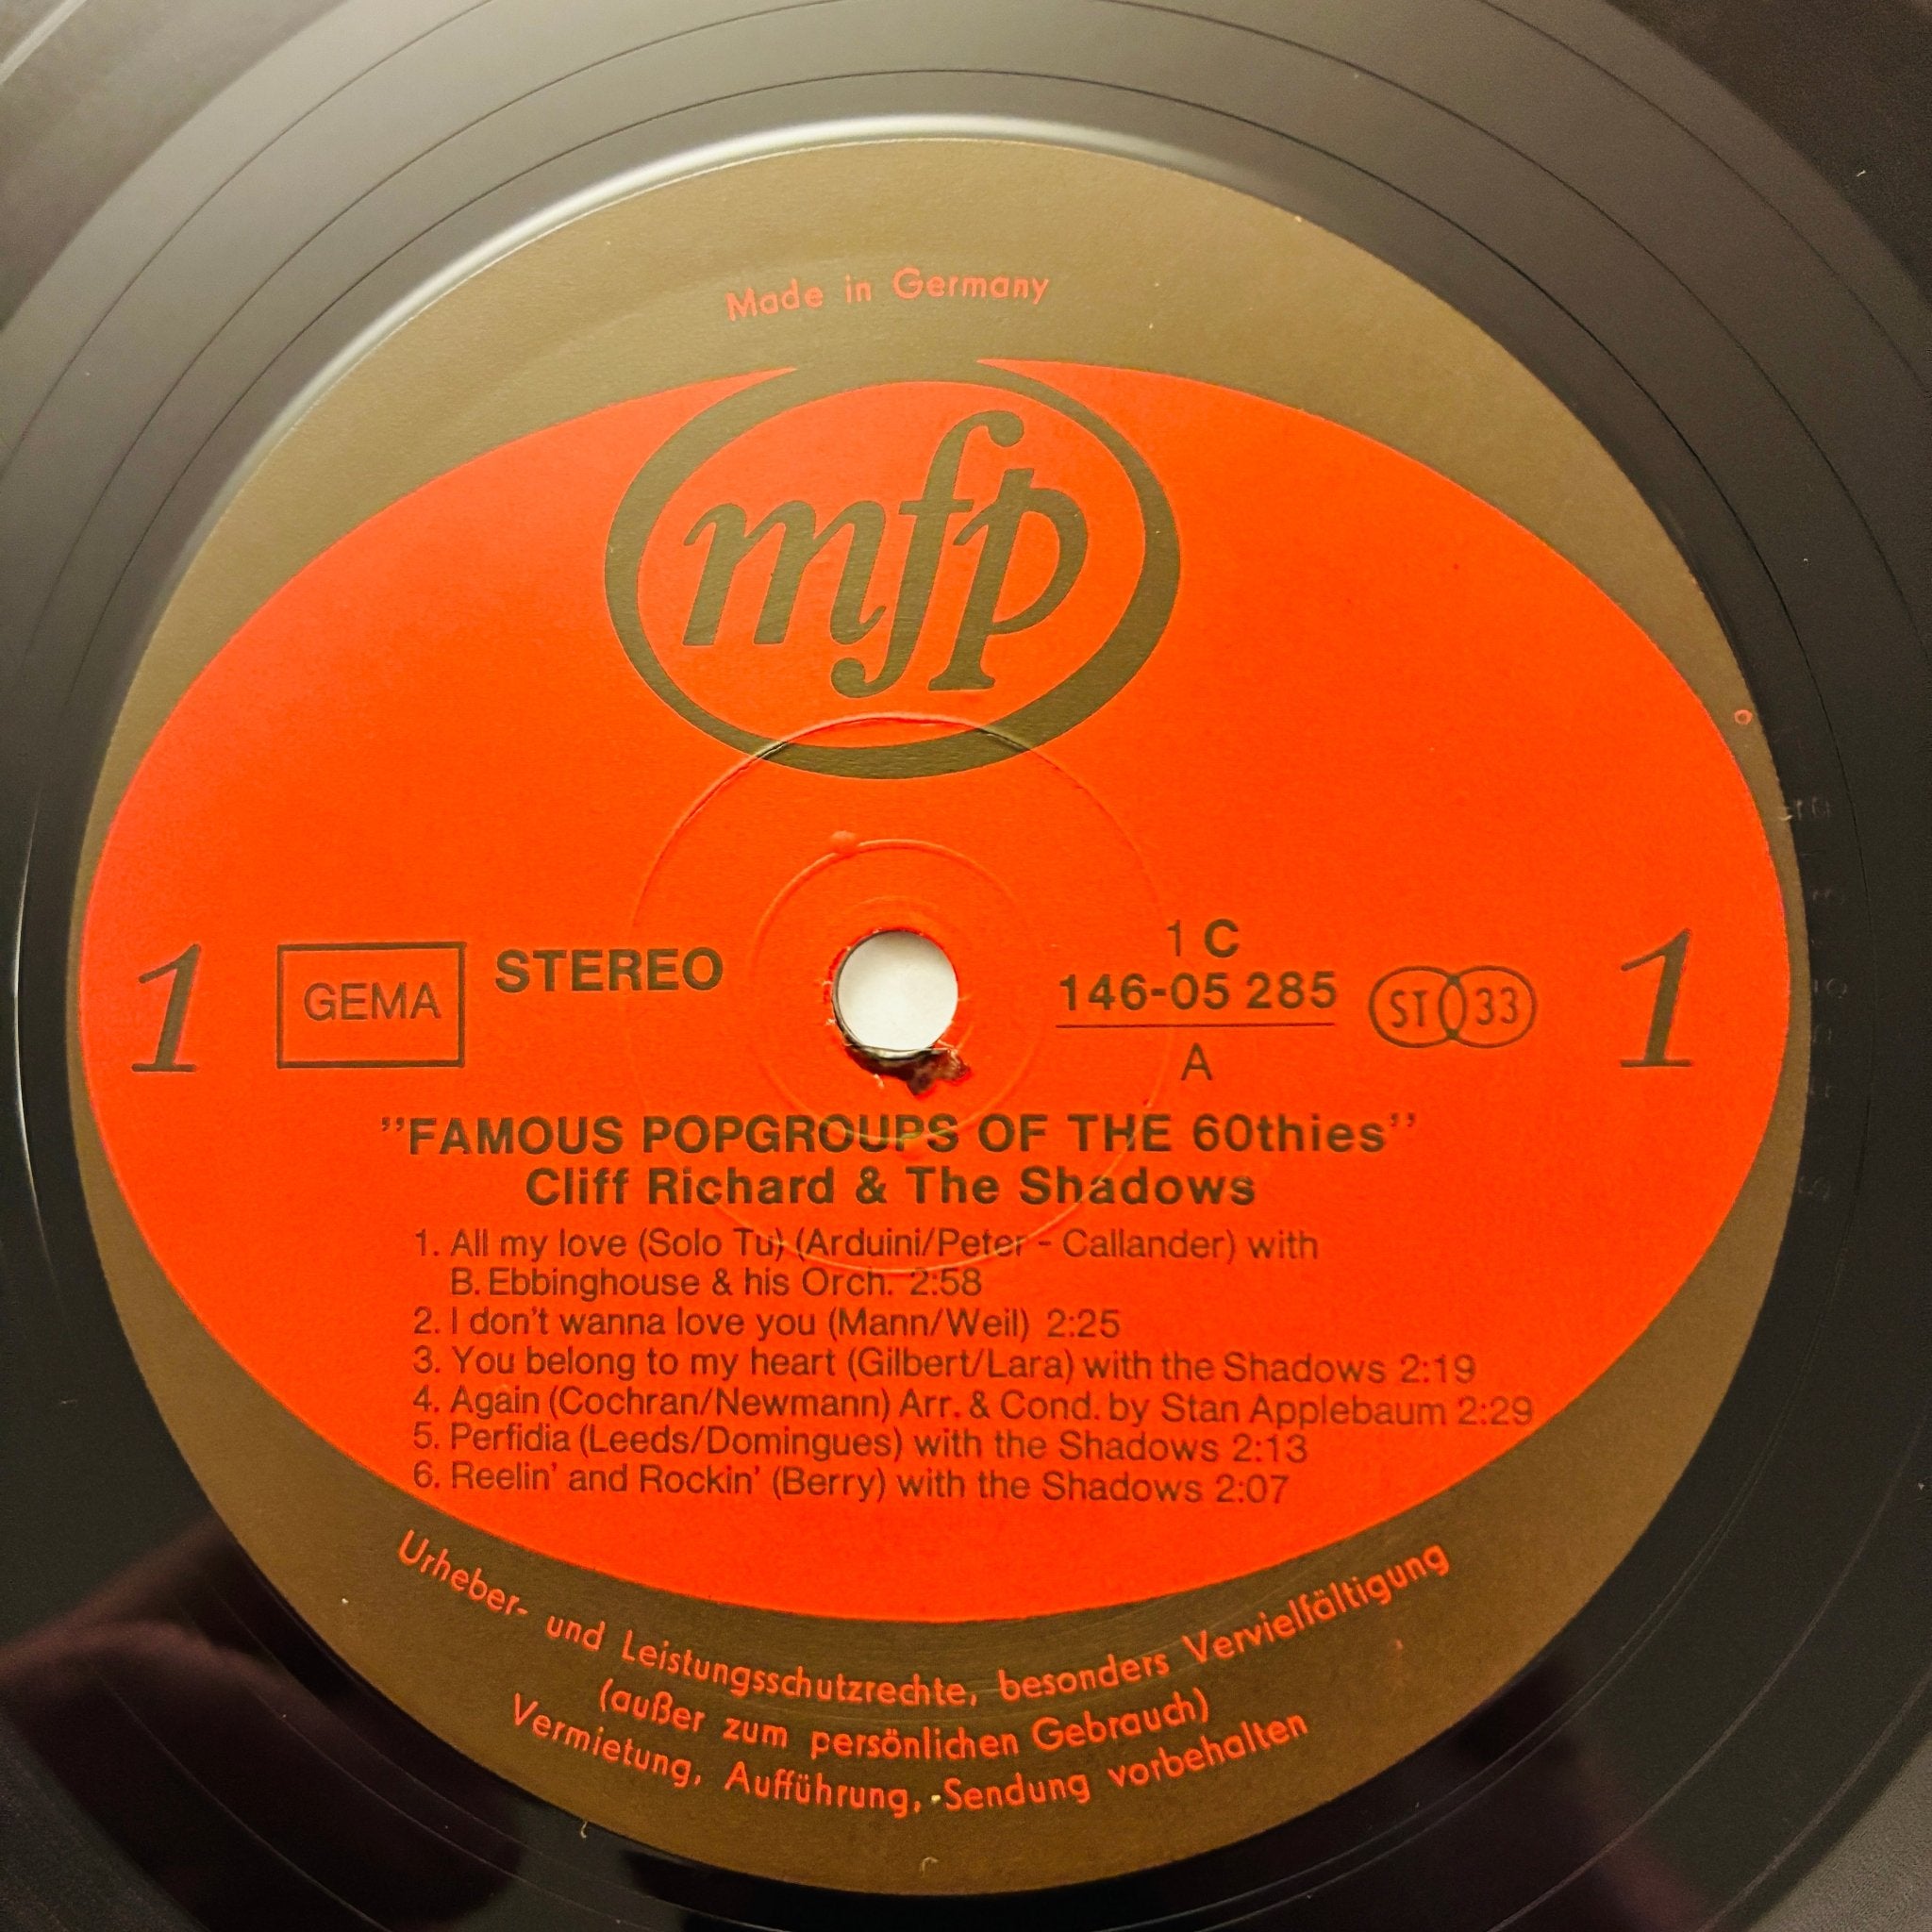 Made in Germany
mfp
1 GEMA STEREO 1 C 1
146-05 285 ST 33
A
"FAMOUS POPGROUPS OF THE 60thies"
Cliff Richard & The Shadows
1. All my love (Solo Tu) (Arduini/Peter - Callander) with
B. Ebbinghouse & his Orch. 2:58
2. I don't wanna love you (Mann/Weil) 2:25
3. You belong to my heart (Gilbert/Lara) with the Shadows 2:19
4. Again (Cochran/Newmann) Arr. & Cond. by Stan Applebaum 2:29
5. Perfidia (Leeds/Domingues) with the Shadows 2:13
6. Reelin' and Rockin' (Berry) with the Shadows 2:07
Urheber- und Leistungsschutzrechte, besonders Vervielfältigung
(außer zum persönlichen Gebrauch)
Vermietung, Aufführung, Sendung vorbehalten